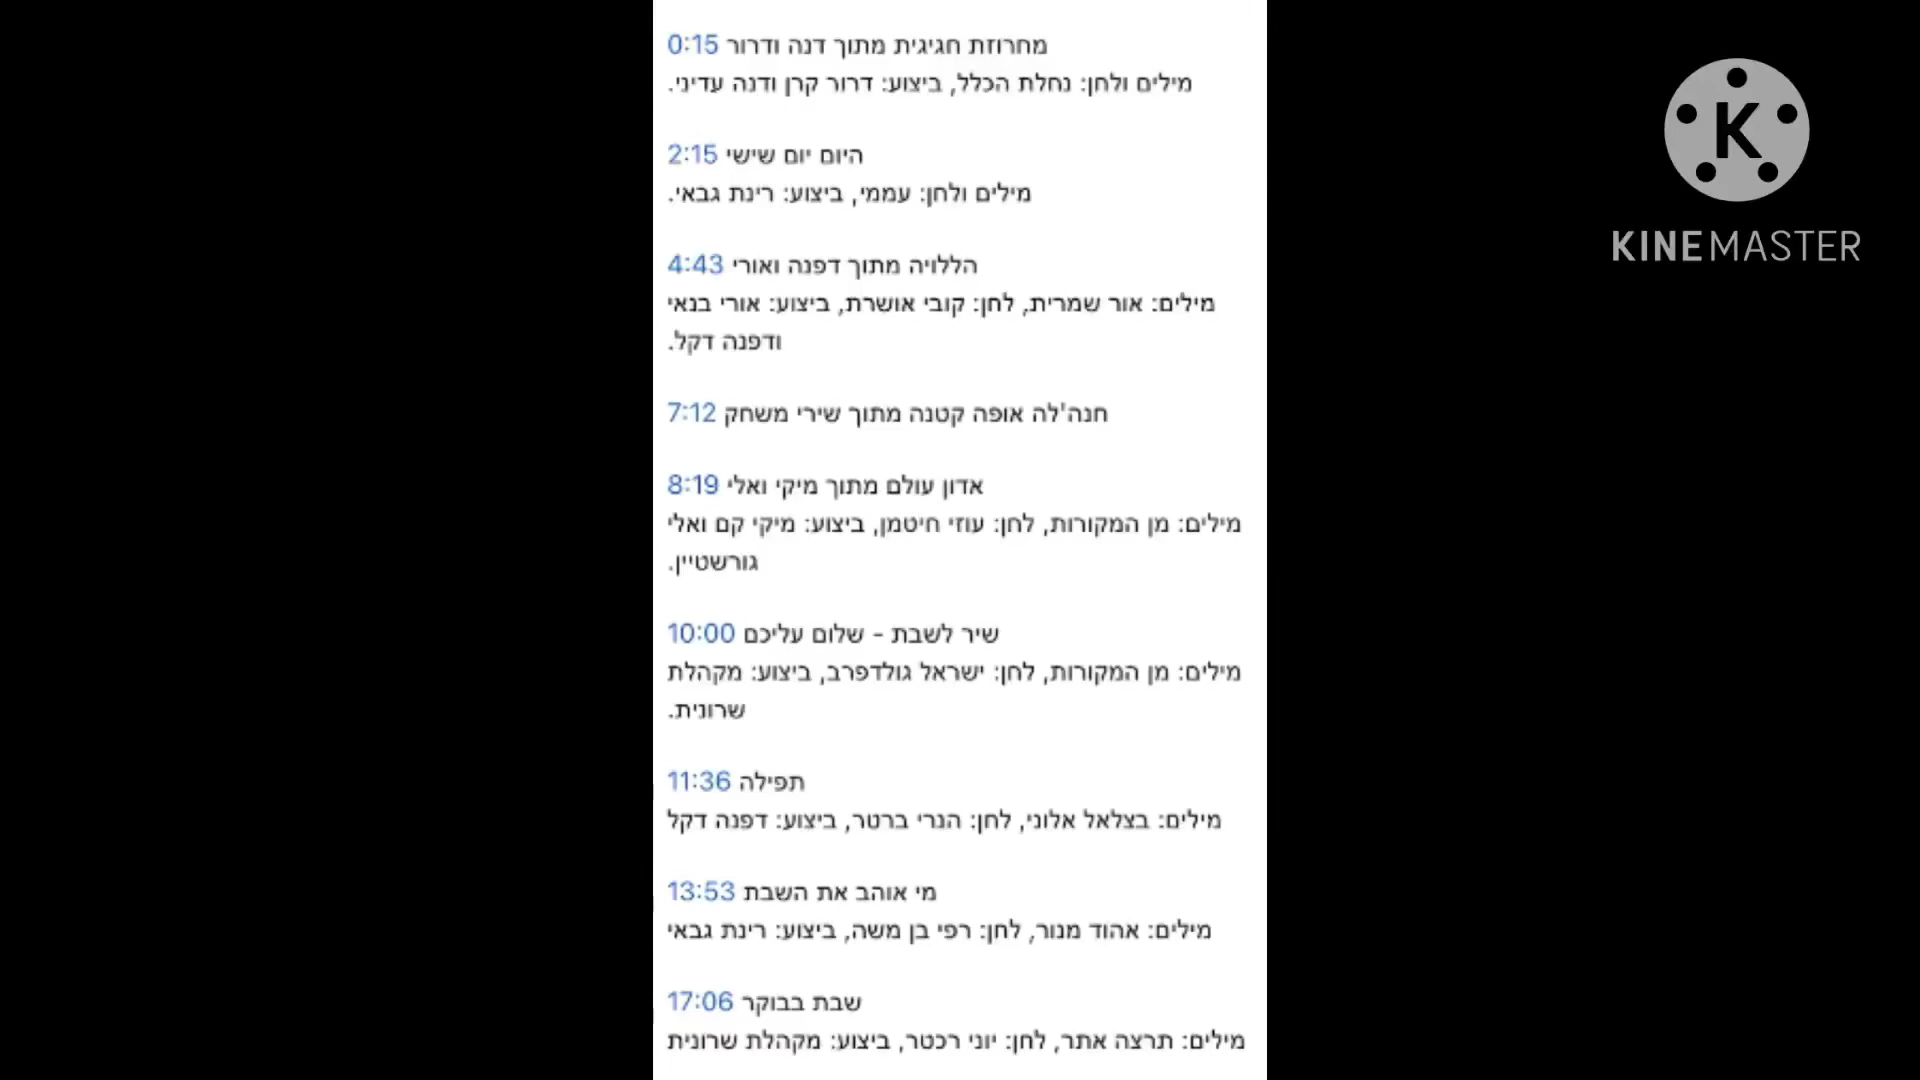 מחרוזת חגיגית מתוך דנה ודרור 0:15
מילים ולחן: נחלת הכלל, ביצוע: דרור קרן ודנה עדיני.
היום יום שישי 2:15
מילים ולחן: עממי, ביצוע: רינת גבאי.
הללויה מתוך דפנה ואורי 4:43
מילים: אור שמרית, לחן: קובי אושרת, ביצוע: אורי בנאי
ודפנה דקל.
חנה'לה אופה קטנה מתוך שירי משחק 7:12
אדון עולם מתוך מיקי ואלי 8:19
מילים: מן המקורות, לחן: עוזי חיטמן, ביצוע: מיקי קם ואלי
גורשטיין.
שיר לשבת - שלום עליכם 10:00
מילים: מן המקורות, לחן: ישראל גולדפרב, ביצוע: מקהלת
שרונית.
תפילה 11:36
מילים: בצלאל אלוני, לחן: הנרי ברטר, ביצוע: דפנה דקל
מי אוהב את השבת 13:53
מילים: אהוד מנור, לחן: רפי בן משה, ביצוע: רינת גבאי
שבת בבוקר 17:06
מילים: תרצה אתר, לחן: יוני רכטר, ביצוע: מקהלת שרונית
K
KINEMASTER